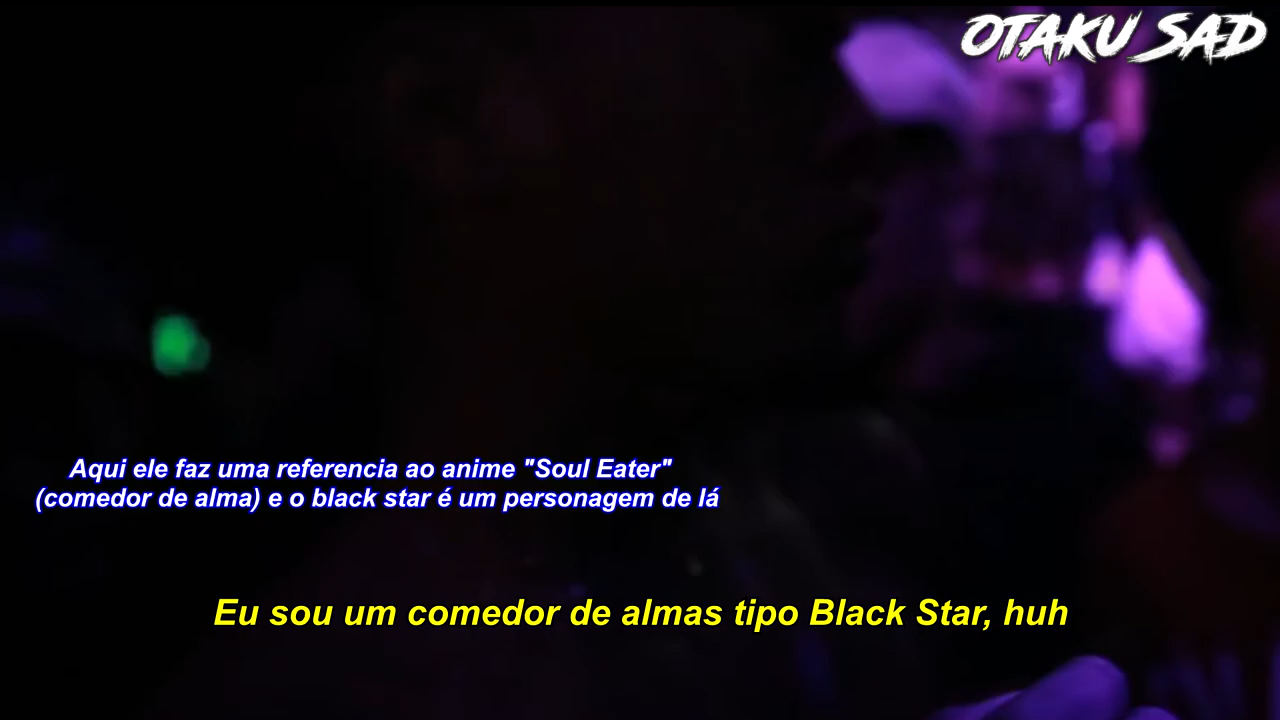 OTAKU SAD
Aqui ele faz uma referencia ao anime "Soul Eater"
(comedor de alma) e o black star é um personagem de lá
Eu sou um comedor de almas tipo Black Star, huh